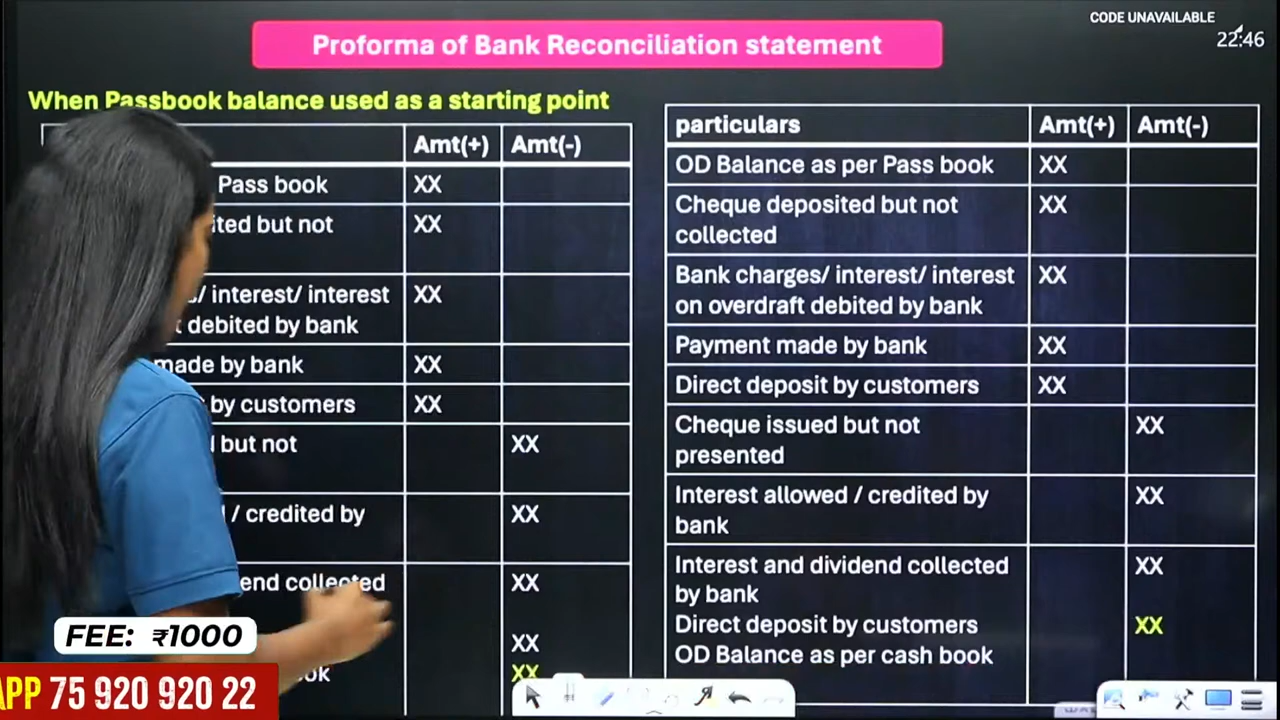 CODE UNAVAILABLE
22:46
Proforma of Bank Reconciliation statement
When Passbook balance used as a starting point
Amt(+) Amt(-)
Pass book XX
ited but not XX
/ interest/ interest XX
debited by bank
made by bank XX
by customers XX
but not XX
/ credited by XX
end collected XX
XX
ok XX
particulars Amt(+) Amt(-)
OD Balance as per Pass book XX
Cheque deposited but not XX
collected
Bank charges/ interest/ interest XX
on overdraft debited by bank
Payment made by bank XX
Direct deposit by customers XX
Cheque issued but not XX
presented
Interest allowed / credited by XX
bank
Interest and dividend collected XX
by bank
Direct deposit by customers XX
OD Balance as per cash book
FEE: ₹1000
APP 75 920 920 22